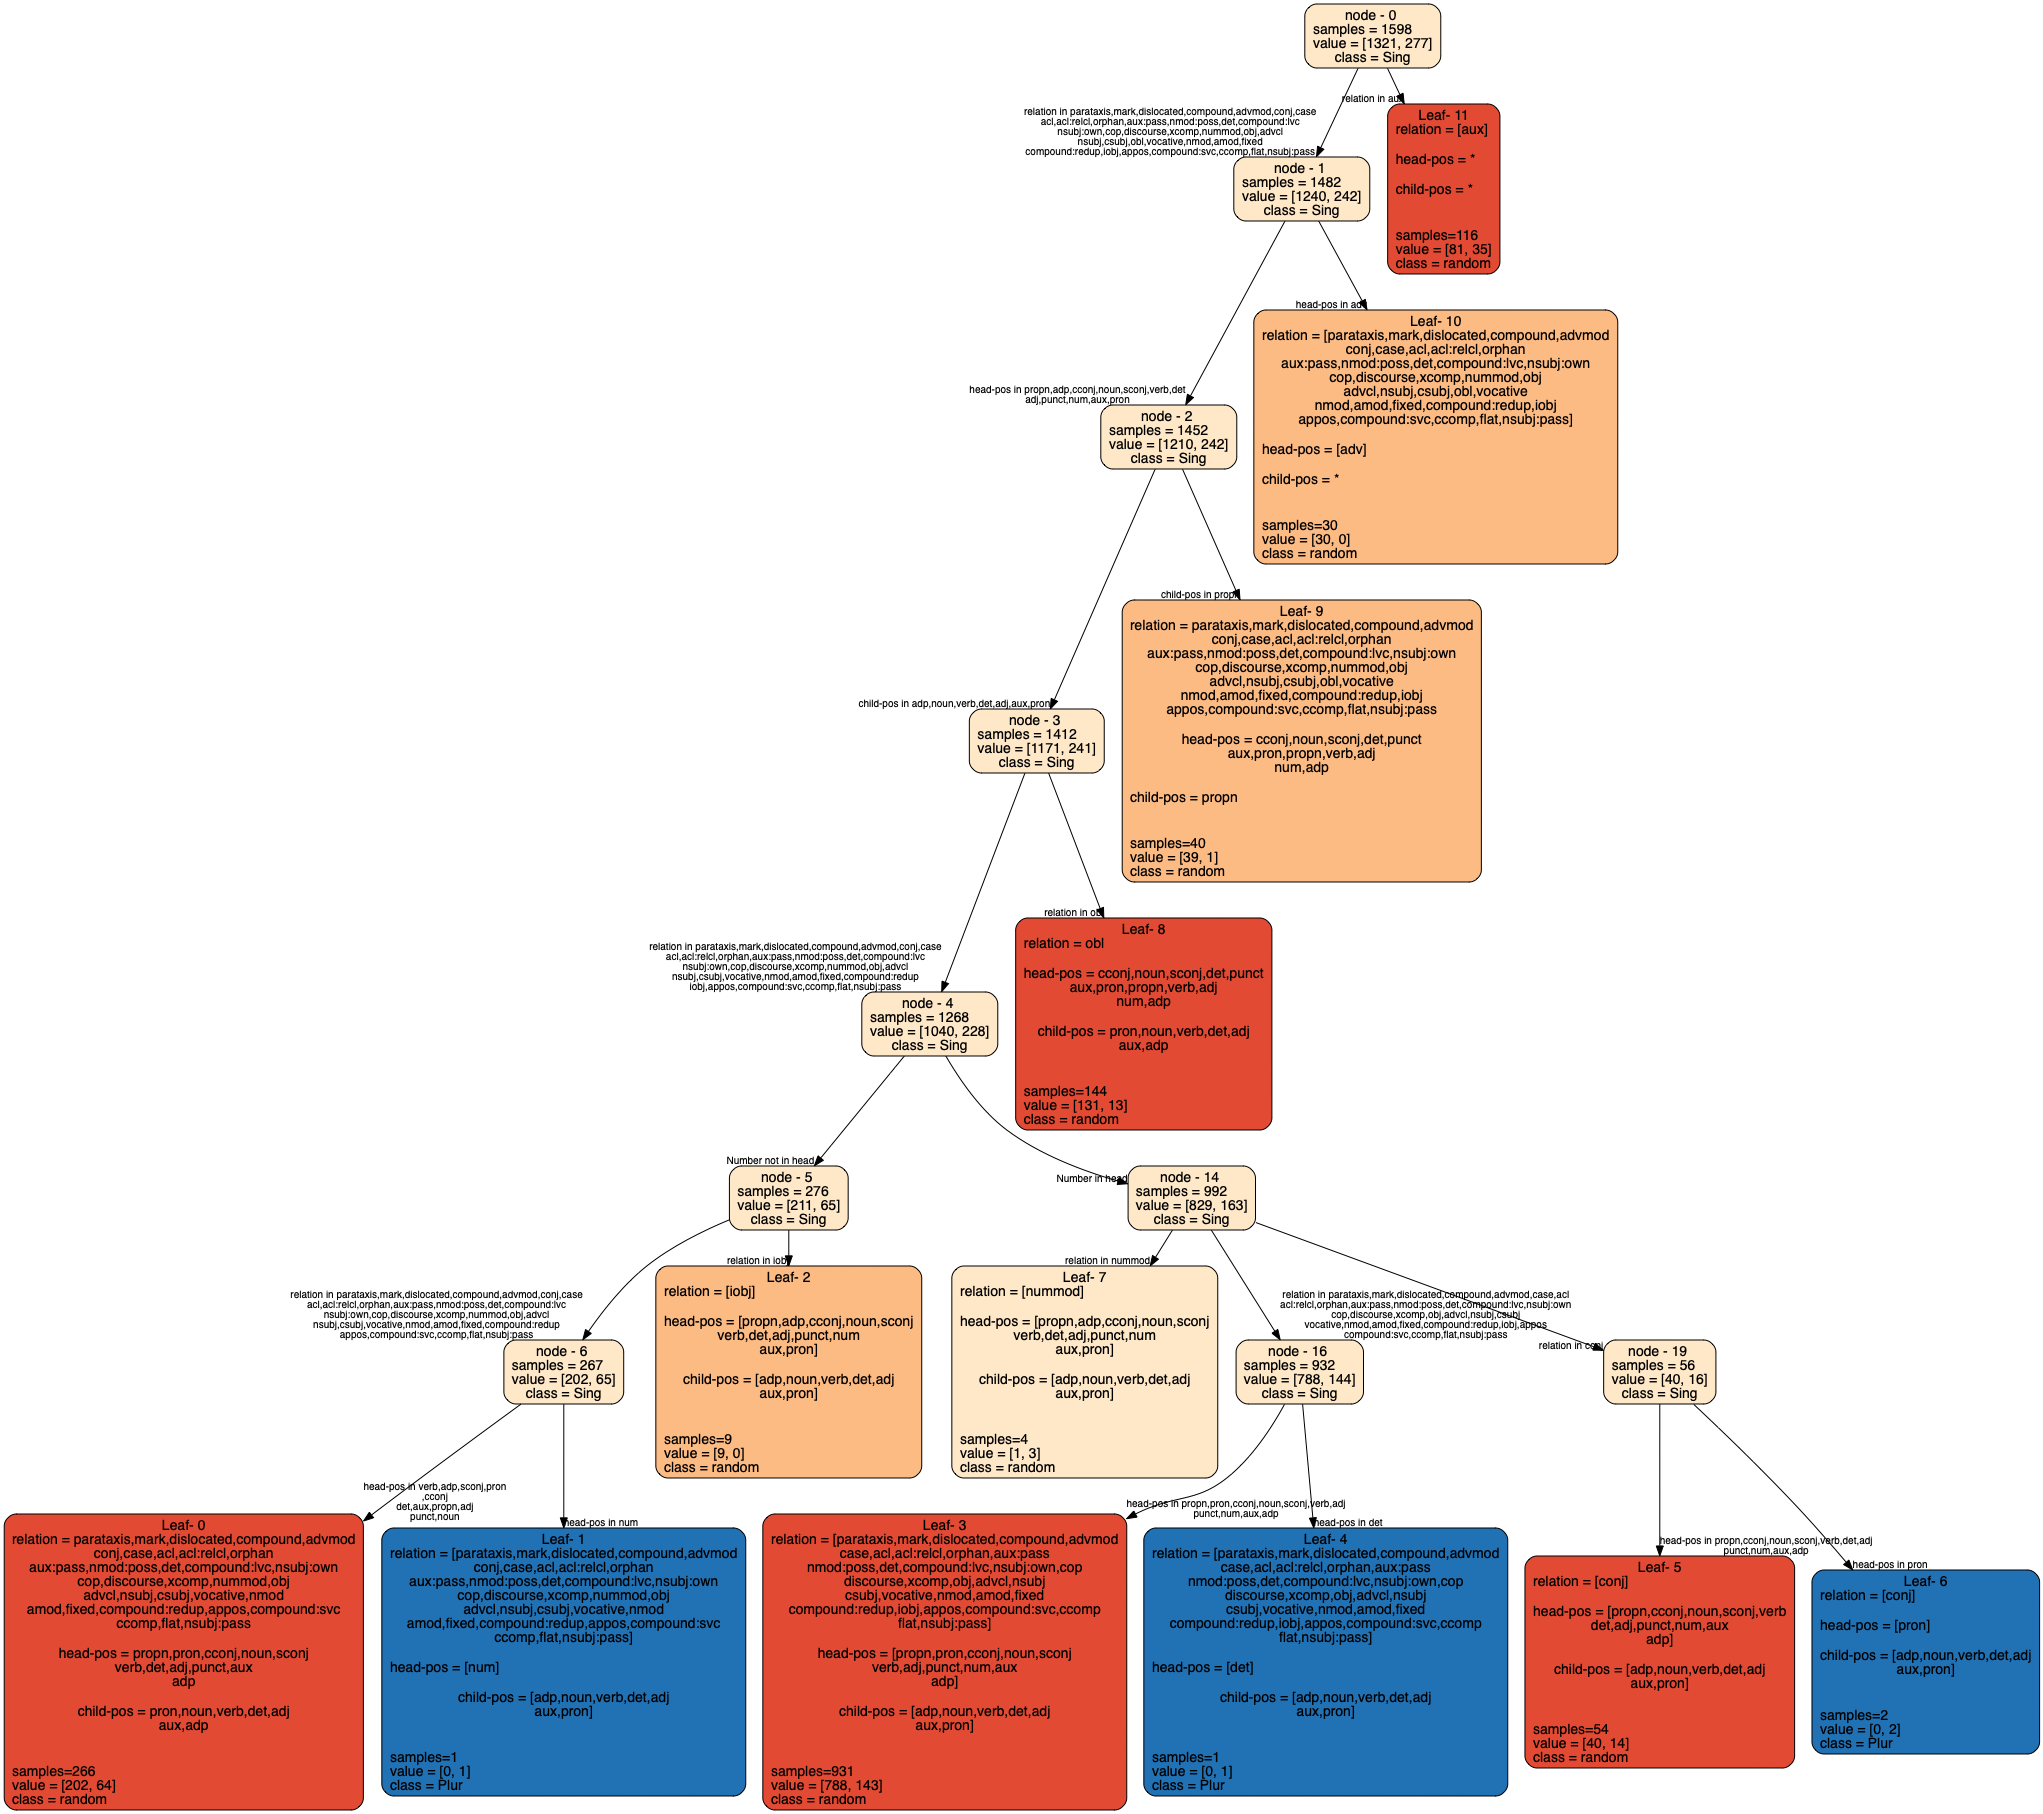 node - 0
samples = 1598
value = [1321, 277]
class = Sing
relation in parataxis,mark,dislocated,compound,advmod,conj,case
acl,acl:relcl,orphan,aux:pass,nmod:poss,det,compound:lvc
nsubj:own,cop,discourse,xcomp,nummod,obj,advcl
nsubj,csubj,obl,vocative,nmod,amod,fixed
compound:redup,iobj,appos,compound:svc,ccomp,flat,nsubj:pass
relation in aux
Leaf- 11
relation = [aux]
head-pos = *
child-pos = *
samples=116
value = [81, 35]
class = random
node - 1
samples = 1482
value = [1240, 242]
class = Sing
head-pos in propn,adp,cconj,noun,sconj,verb,det
adj,punct,num,aux,pron
head-pos in adv
Leaf- 10
relation = [parataxis,mark,dislocated,compound,advmod
conj,case,acl,acl:relcl,orphan
aux:pass,nmod:poss,det,compound:lvc,nsubj:own
cop,discourse,xcomp,nummod,obj
advcl,nsubj,csubj,obl,vocative
nmod,amod,fixed,compound:redup,iobj
appos,compound:svc,ccomp,flat,nsubj:pass]
head-pos = [adv]
child-pos = *
samples=30
value = [30, 0]
class = random
node - 2
samples = 1452
value = [1210, 242]
class = Sing
child-pos in adp,noun,verb,det,adj,aux,pron
child-pos in propn
Leaf- 9
relation = parataxis,mark,dislocated,compound,advmod
conj,case,acl,acl:relcl,orphan
aux:pass,nmod:poss,det,compound:lvc,nsubj:own
cop,discourse,xcomp,nummod,obj
advcl,nsubj,csubj,obl,vocative
nmod,amod,fixed,compound:redup,iobj
appos,compound:svc,ccomp,flat,nsubj:pass
head-pos = cconj,noun,sconj,det,punct
aux,pron,propn,verb,adj
num,adp
child-pos = propn
samples=40
value = [39, 1]
class = random
node - 3
samples = 1412
value = [1171, 241]
class = Sing
relation in parataxis,mark,dislocated,compound,advmod,conj,case
acl,acl:relcl,orphan,aux:pass,nmod:poss,det,compound:lvc
nsubj:own,cop,discourse,xcomp,nummod,obj,advcl
nsubj,csubj,vocative,nmod,amod,fixed,compound:redup
iobj,appos,compound:svc,ccomp,flat,nsubj:pass
relation in obl
Leaf- 8
relation = obl
head-pos = cconj,noun,sconj,det,punct
aux,pron,propn,verb,adj
num,adp
child-pos = pron,noun,verb,det,adj
aux,adp
samples=144
value = [131, 13]
class = random
node - 4
samples = 1268
value = [1040, 228]
class = Sing
Number not in head
Number in head
node - 5
samples = 276
value = [211, 65]
class = Sing
node - 14
samples = 992
value = [829, 163]
class = Sing
relation in parataxis,mark,dislocated,compound,advmod,conj,case
acl,acl:relcl,orphan,aux:pass,nmod:poss,det,compound:lvc
nsubj:own,cop,discourse,xcomp,nummod,obj,advcl
nsubj,csubj,vocative,nmod,amod,fixed,compound:redup
appos,compound:svc,ccomp,flat,nsubj:pass
relation in iobj
Leaf- 2
relation = [iobj]
head-pos = [propn,adp,cconj,noun,sconj
verb,det,adj,punct,num
aux,pron]
child-pos = [adp,noun,verb,det,adj
aux,pron]
samples=9
value = [9, 0]
class = random
relation in nummod
Leaf- 7
relation = [nummod]
head-pos = [propn,adp,cconj,noun,sconj
verb,det,adj,punct,num
aux,pron]
child-pos = [adp,noun,verb,det,adj
aux,pron]
samples=4
value = [1, 3]
class = random
relation in parataxis,mark,dislocated,compound,advmod,case,acl
acl:relcl,orphan,aux:pass,nmod:poss,det,compound:lvc,nsubj:own
cop,discourse,xcomp,obj,advcl,nsubj,csubj
vocative,nmod,amod,fixed,compound:redup,iobj,appos
compound:svc,ccomp,flat,nsubj:pass
relation in conj
node - 6
samples = 267
value = [202, 65]
class = Sing
node - 16
samples = 932
value = [788, 144]
class = Sing
node - 19
samples = 56
value = [40, 16]
class = Sing
head-pos in verb,adp,sconj,pron
,cconj
det,aux,propn,adj
punct,noun
head-pos in num
head-pos in propn,pron,cconj,noun,sconj,verb,adj
punct,num,aux,adp
head-pos in det
head-pos in propn,cconj,noun,sconj,verb,det,adj
punct,num,aux,adp
head-pos in pron
Leaf- 0
relation = parataxis,mark,dislocated,compound,advmod
conj,case,acl,acl:relcl,orphan
aux:pass,nmod:poss,det,compound:lvc,nsubj:own
cop,discourse,xcomp,nummod,obj
advcl,nsubj,csubj,vocative,nmod
amod,fixed,compound:redup,appos,compound:svc
ccomp,flat,nsubj:pass
head-pos = propn,pron,cconj,noun,sconj
verb,det,adj,punct,aux
adp
child-pos = pron,noun,verb,det,adj
aux,adp
samples=266
value = [202, 64]
class = random
Leaf- 1
relation = [parataxis,mark,dislocated,compound,advmod
conj,case,acl,acl:relcl,orphan
aux:pass,nmod:poss,det,compound:lvc,nsubj:own
cop,discourse,xcomp,nummod,obj
advcl,nsubj,csubj,vocative,nmod
amod,fixed,compound:redup,appos,compound:svc
ccomp,flat,nsubj:pass]
head-pos = [num]
child-pos = [adp,noun,verb,det,adj
aux,pron]
samples=1
value = [0, 1]
class = Plur
Leaf- 3
relation = [parataxis,mark,dislocated,compound,advmod
case,acl,acl:relcl,orphan,aux:pass
nmod:poss,det,compound:lvc,nsubj:own,cop
discourse,xcomp,obj,advcl,nsubj
csubj,vocative,nmod,amod,fixed
compound:redup,iobj,appos,compound:svc,ccomp
flat,nsubj:pass]
head-pos = [propn,pron,cconj,noun,sconj
verb,adj,punct,num,aux
adp]
child-pos = [adp,noun,verb,det,adj
aux,pron]
samples=931
value = [788, 143]
class = random
Leaf- 4
relation = [parataxis,mark,dislocated,compound,advmod
case,acl,acl:relcl,orphan,aux:pass
nmod:poss,det,compound:lvc,nsubj:own,cop
discourse,xcomp,obj,advcl,nsubj
csubj,vocative,nmod,amod,fixed
compound:redup,iobj,appos,compound:svc,ccomp
flat,nsubj:pass]
head-pos = [det]
child-pos = [adp,noun,verb,det,adj
aux,pron]
samples=1
value = [0, 1]
class = Plur
Leaf- 5
relation = [conj]
head-pos = [propn,cconj,noun,sconj,verb
det,adj,punct,num,aux
adp]
child-pos = [adp,noun,verb,det,adj
aux,pron]
samples=54
value = [40, 14]
class = random
Leaf- 6
relation = [conj]
head-pos = [pron]
child-pos = [adp,noun,verb,det,adj
aux,pron]
samples=2
value = [0, 2]
class = Plur